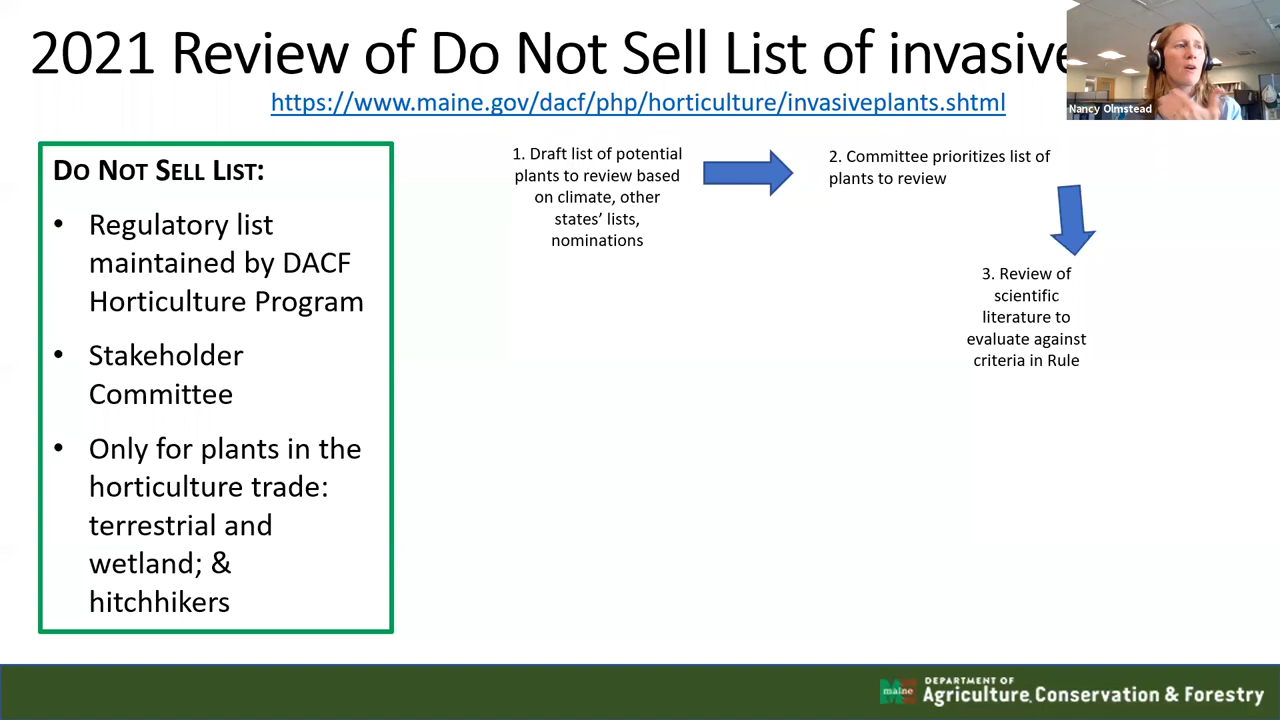 2021 Review of Do Not Sell List of invasive
https://www.maine.gov/dacf/php/horticulture/invasiveplants.shtml
Nancy Olmstead
DO NOT SELL LIST:
• Regulatory list
maintained by DACF
Horticulture Program
• Stakeholder
Committee
• Only for plants in the
horticulture trade:
terrestrial and
wetland; &
hitchhikers
1. Draft list of potential
plants to review based
on climate, other
states’ lists,
nominations
2. Committee prioritizes list of
plants to review
3. Review of
scientific
literature to
evaluate against
criteria in Rule
maine
DEPARTMENT OF
Agriculture, Conservation & Forestry